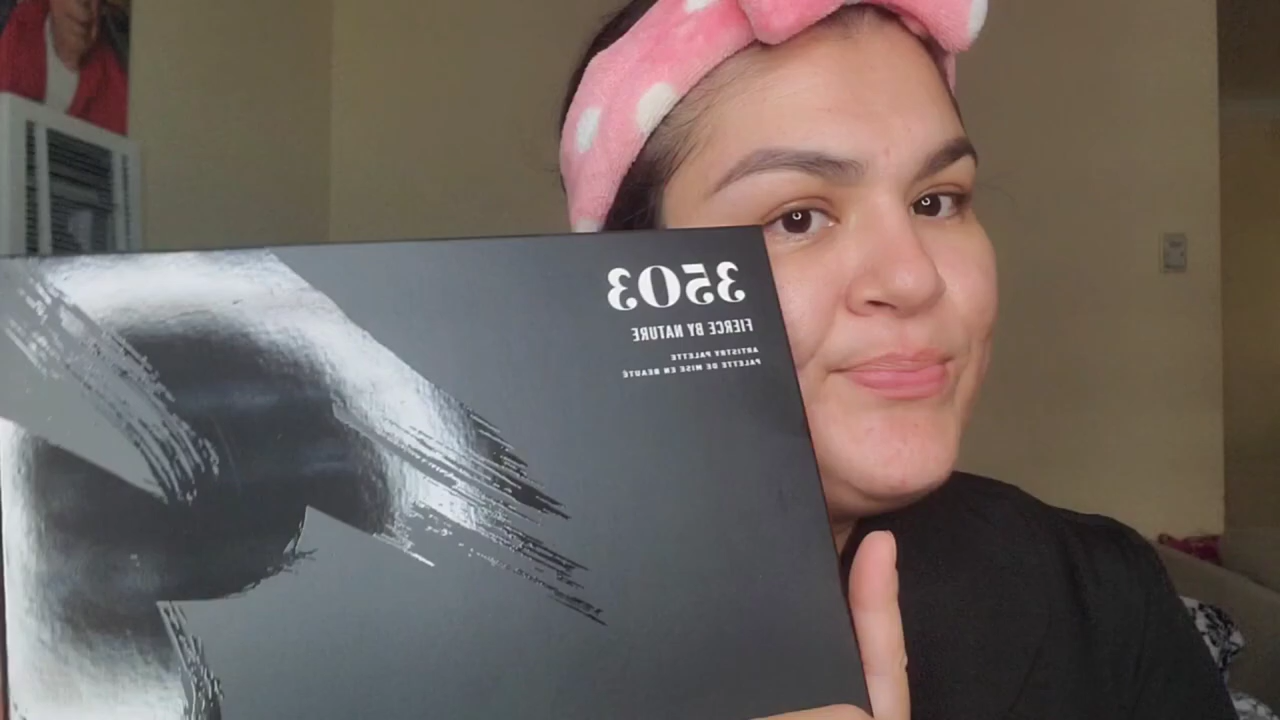 3503
FIERCE BY NATURE
ARTISTRY PALETTE
PALETTE DE MISE EN BEAUTÉ